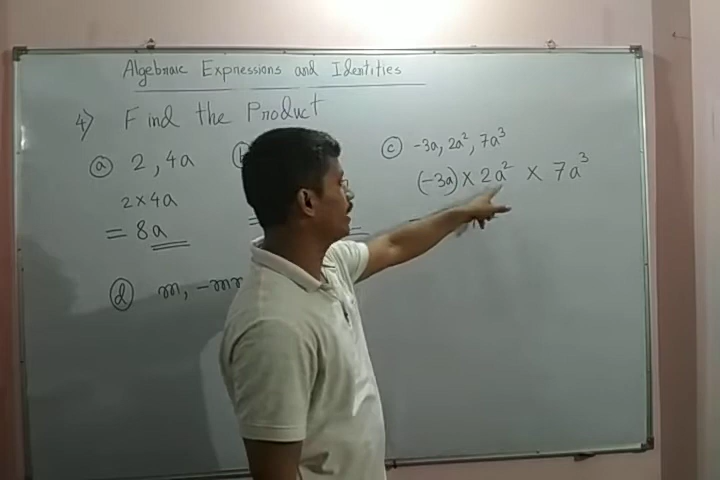 Algebraic Expressions and Identities
4) Find the Product
(a) 2, 4a
2 × 4a
= 8a
(b
=
(c) -3a, 2a², 7a³
(-3a) × 2a² × 7a³
(d) m, -m